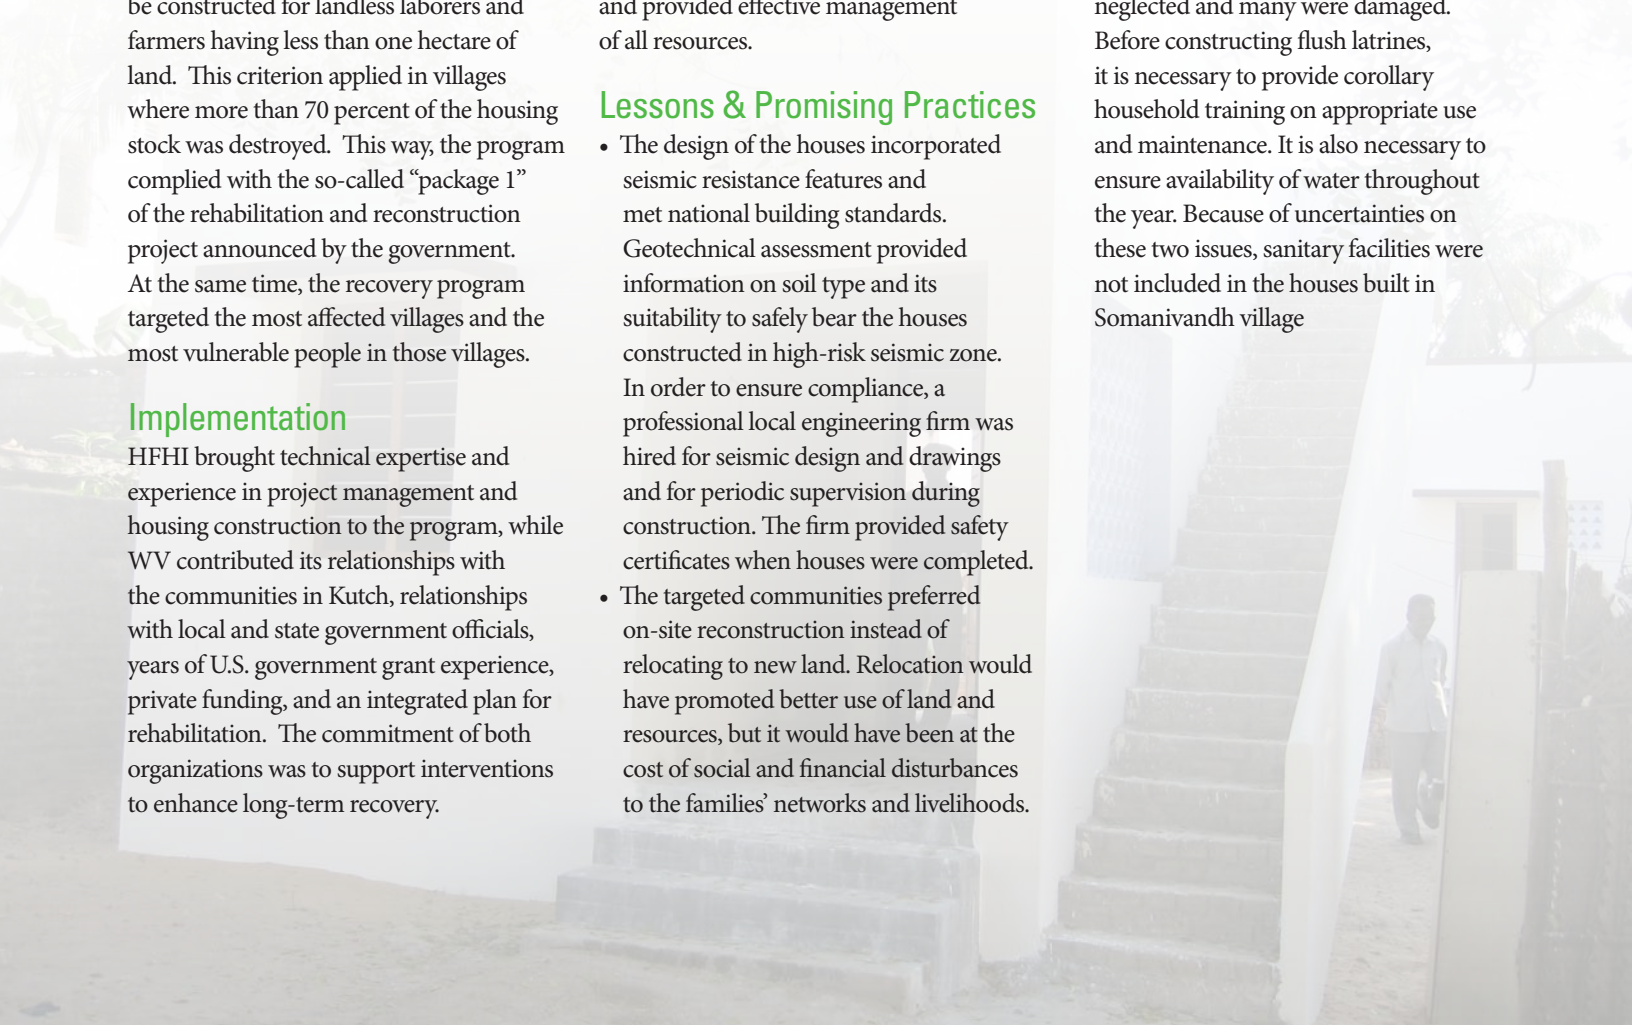 be constructed for landless laborers and
farmers having less than one hectare of
land.  This criterion applied in villages
where more than 70 percent of the housing
stock was destroyed.  This way, the program
complied with the so-called “package 1”
of the rehabilitation and reconstruction
project announced by the government.
At the same time, the recovery program
targeted the most affected villages and the
most vulnerable people in those villages.
Implementation
HFHI brought technical expertise and
experience in project management and
housing construction to the program, while
WV contributed its relationships with
the communities in Kutch, relationships
with local and state government officials,
years of U.S. government grant experience,
private funding, and an integrated plan for
rehabilitation.  The commitment of both
organizations was to support interventions
to enhance long-term recovery.
and provided effective management
of all resources.
Lessons & Promising Practices
• The design of the houses incorporated
seismic resistance features and
met national building standards.
Geotechnical assessment provided
information on soil type and its
suitability to safely bear the houses
constructed in high-risk seismic zone.
In order to ensure compliance, a
professional local engineering firm was
hired for seismic design and drawings
and for periodic supervision during
construction. The firm provided safety
certificates when houses were completed.
• The targeted communities preferred
on-site reconstruction instead of
relocating to new land. Relocation would
have promoted better use of land and
resources, but it would have been at the
cost of social and financial disturbances
to the families’ networks and livelihoods.
neglected and many were damaged.
Before constructing flush latrines,
it is necessary to provide corollary
household training on appropriate use
and maintenance. It is also necessary to
ensure availability of water throughout
the year. Because of uncertainties on
these two issues, sanitary facilities were
not included in the houses built in
Somanivandh village